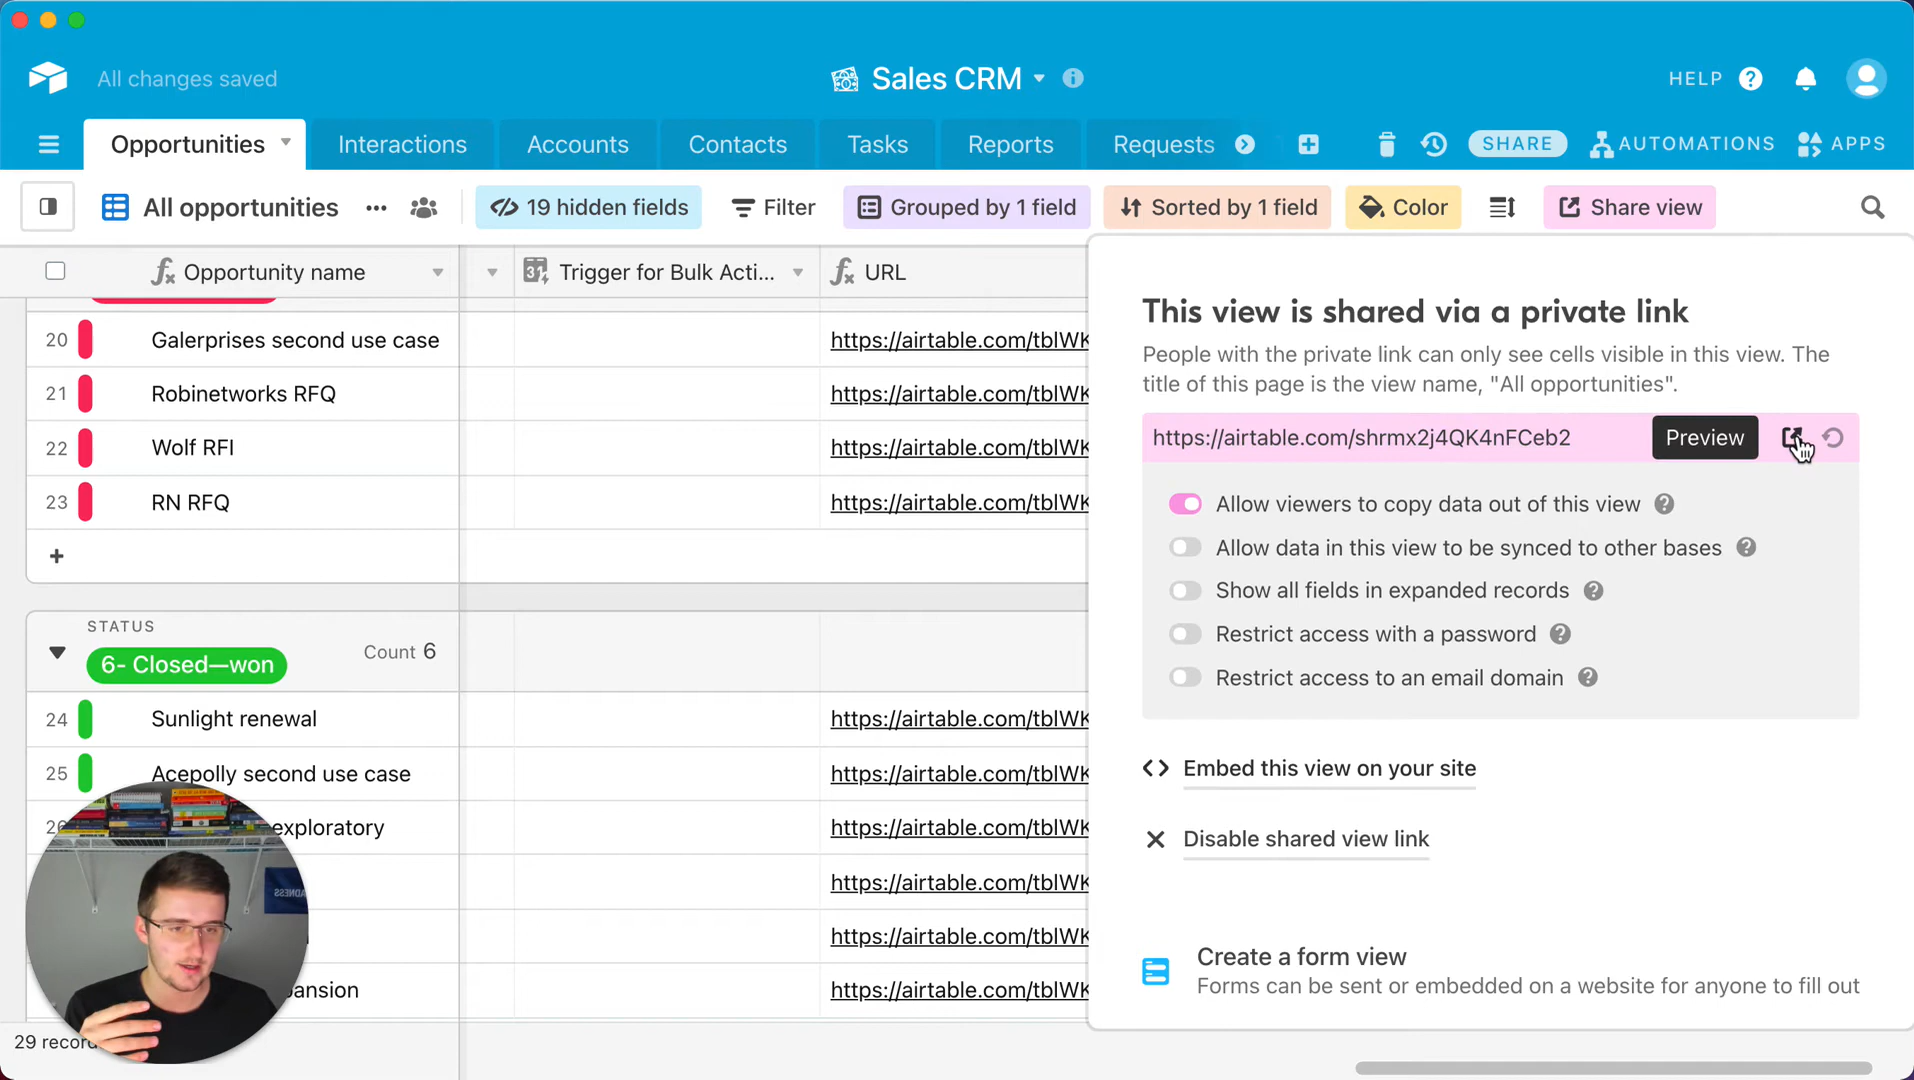 All changes saved
Sales CRM
HELP
Opportunities
Interactions
Accounts
Contacts
Tasks
Reports
Requests
SHARE
AUTOMATIONS
APPS
All opportunities
19 hidden fields
Filter
Grouped by 1 field
Sorted by 1 field
Color
Share view
Opportunity name
Trigger for Bulk Acti...
URL
20 Galerprises second use case https://airtable.com/tblWK
21 Robinetworks RFQ https://airtable.com/tblWK
22 Wolf RFI https://airtable.com/tblWK
23 RN RFQ https://airtable.com/tblWK
STATUS
6- Closed—won
Count 6
24 Sunlight renewal https://airtable.com/tblWK
25 Acepolly second use case https://airtable.com/tblWK
exploratory https://airtable.com/tblWK
https://airtable.com/tblWK
https://airtable.com/tblWK
https://airtable.com/tblWK
29
This view is shared via a private link
People with the private link can only see cells visible in this view. The
title of this page is the view name, "All opportunities".
https://airtable.com/shrmx2j4QK4nFCeb2
Preview
Allow viewers to copy data out of this view
Allow data in this view to be synced to other bases
Show all fields in expanded records
Restrict access with a password
Restrict access to an email domain
Embed this view on your site
Disable shared view link
Create a form view
Forms can be sent or embedded on a website for anyone to fill out